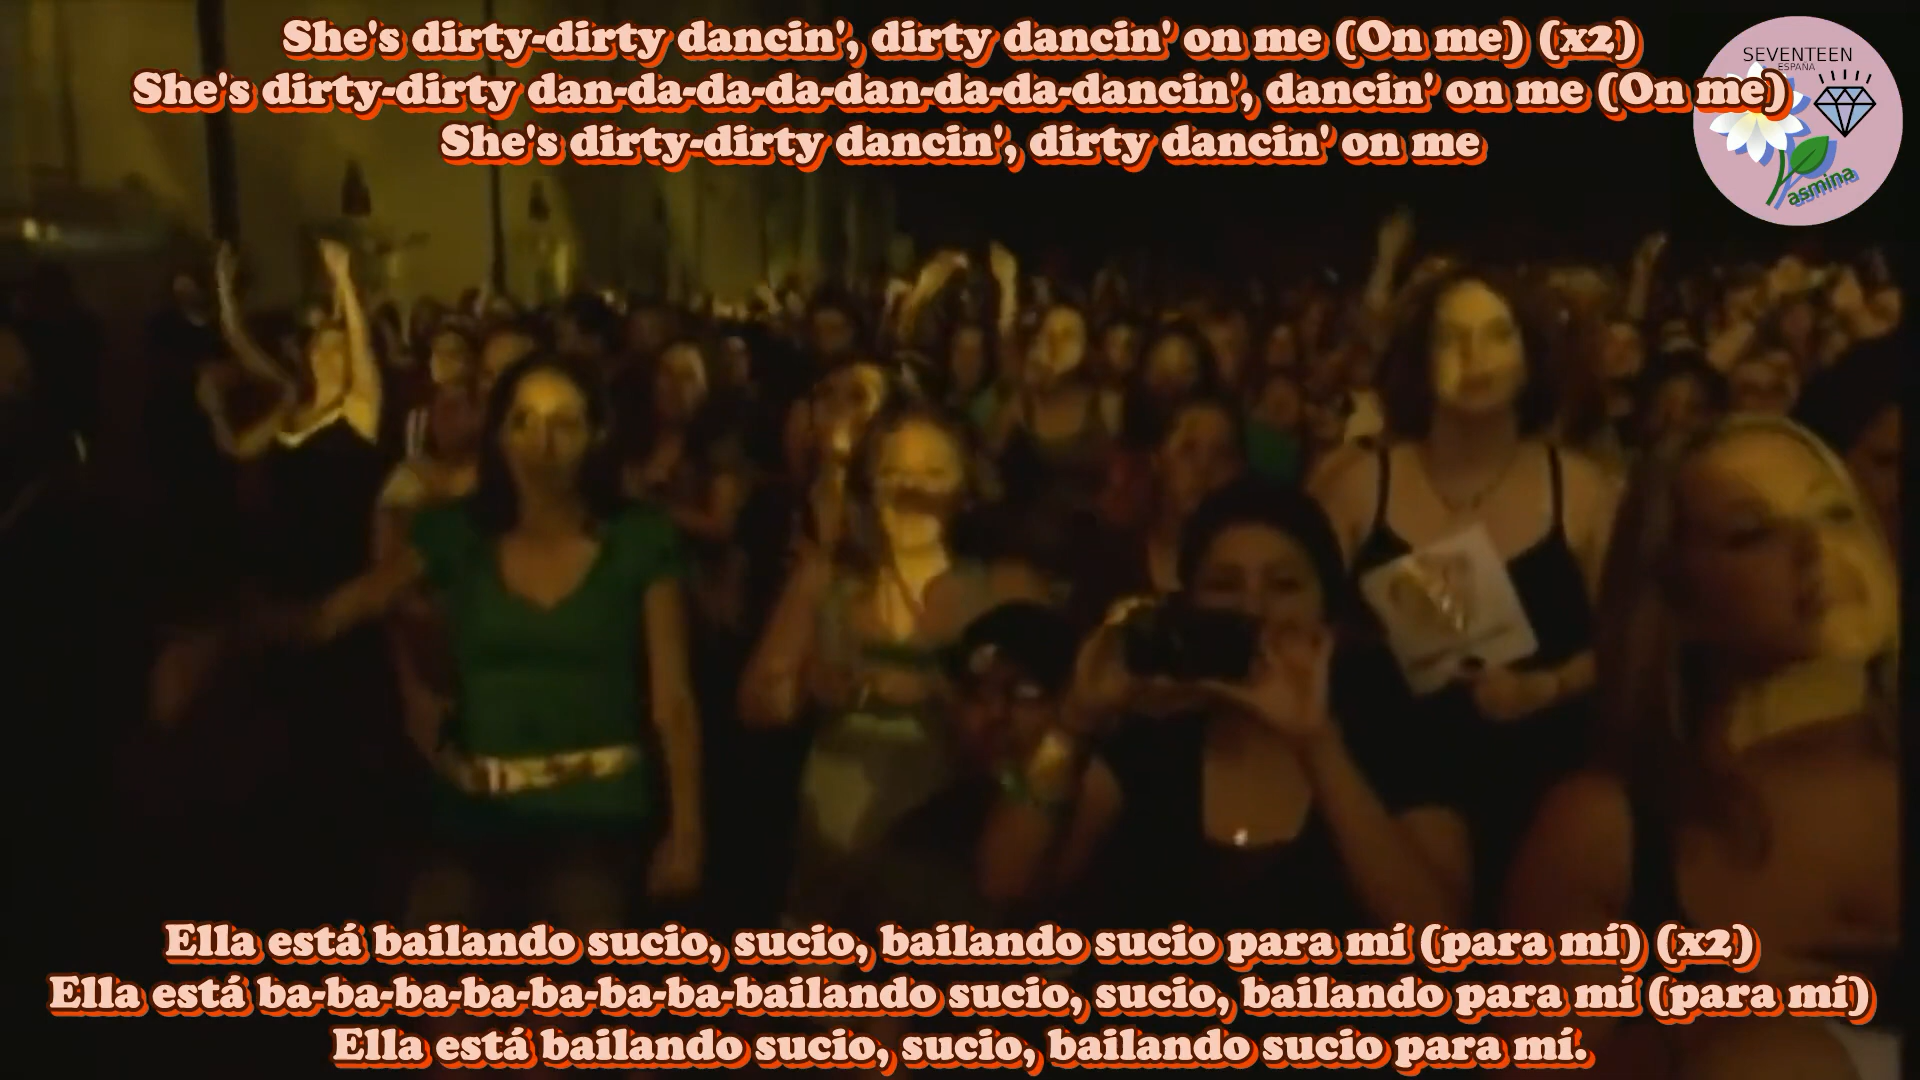 She's dirty-dirty dancin', dirty dancin' on me (On me) (x2)
She's dirty-dirty dan-da-da-da-dan-da-da-dancin', dancin' on me (On me)
She's dirty-dirty dancin', dirty dancin' on me
SEVENTEEN
ESPAÑA
asmina
Ella está bailando sucio, sucio, bailando sucio para mí (para mí) (x2)
Ella está ba-ba-ba-ba-ba-ba-ba-bailando sucio, sucio, bailando para mí (para mí)
Ella está bailando sucio, sucio, bailando sucio para mí.